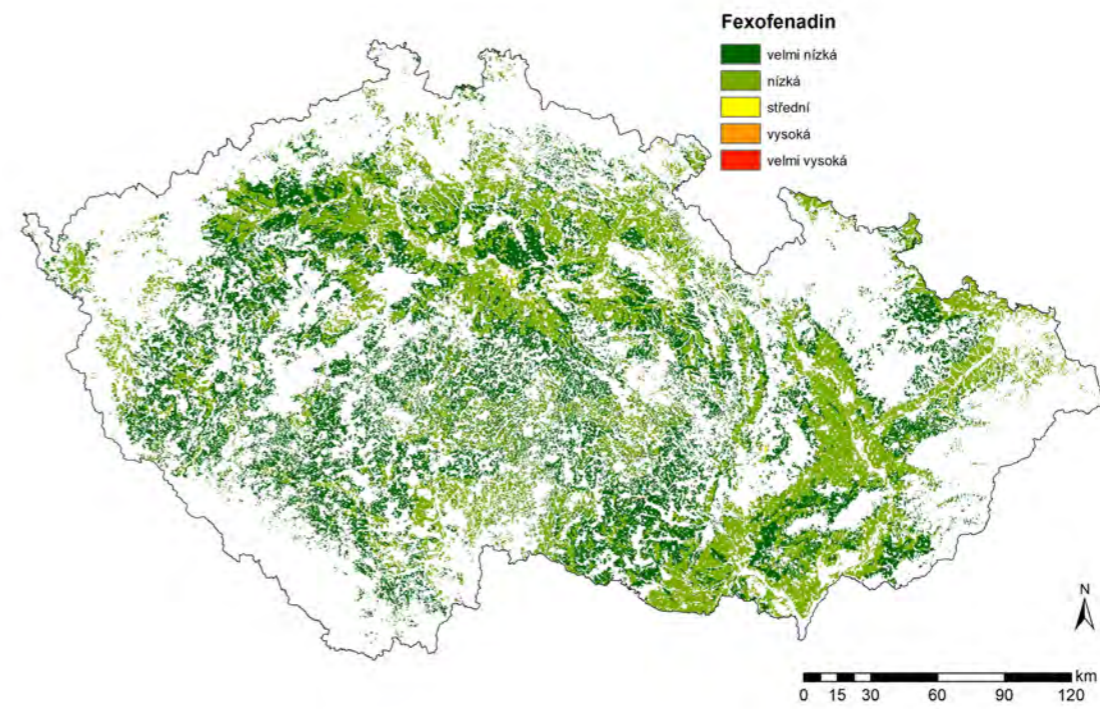 Fexofenadin
velmi nízká
nízká
střední
vysoká
velmi vysoká
N
km
0 15 30 60 90 120